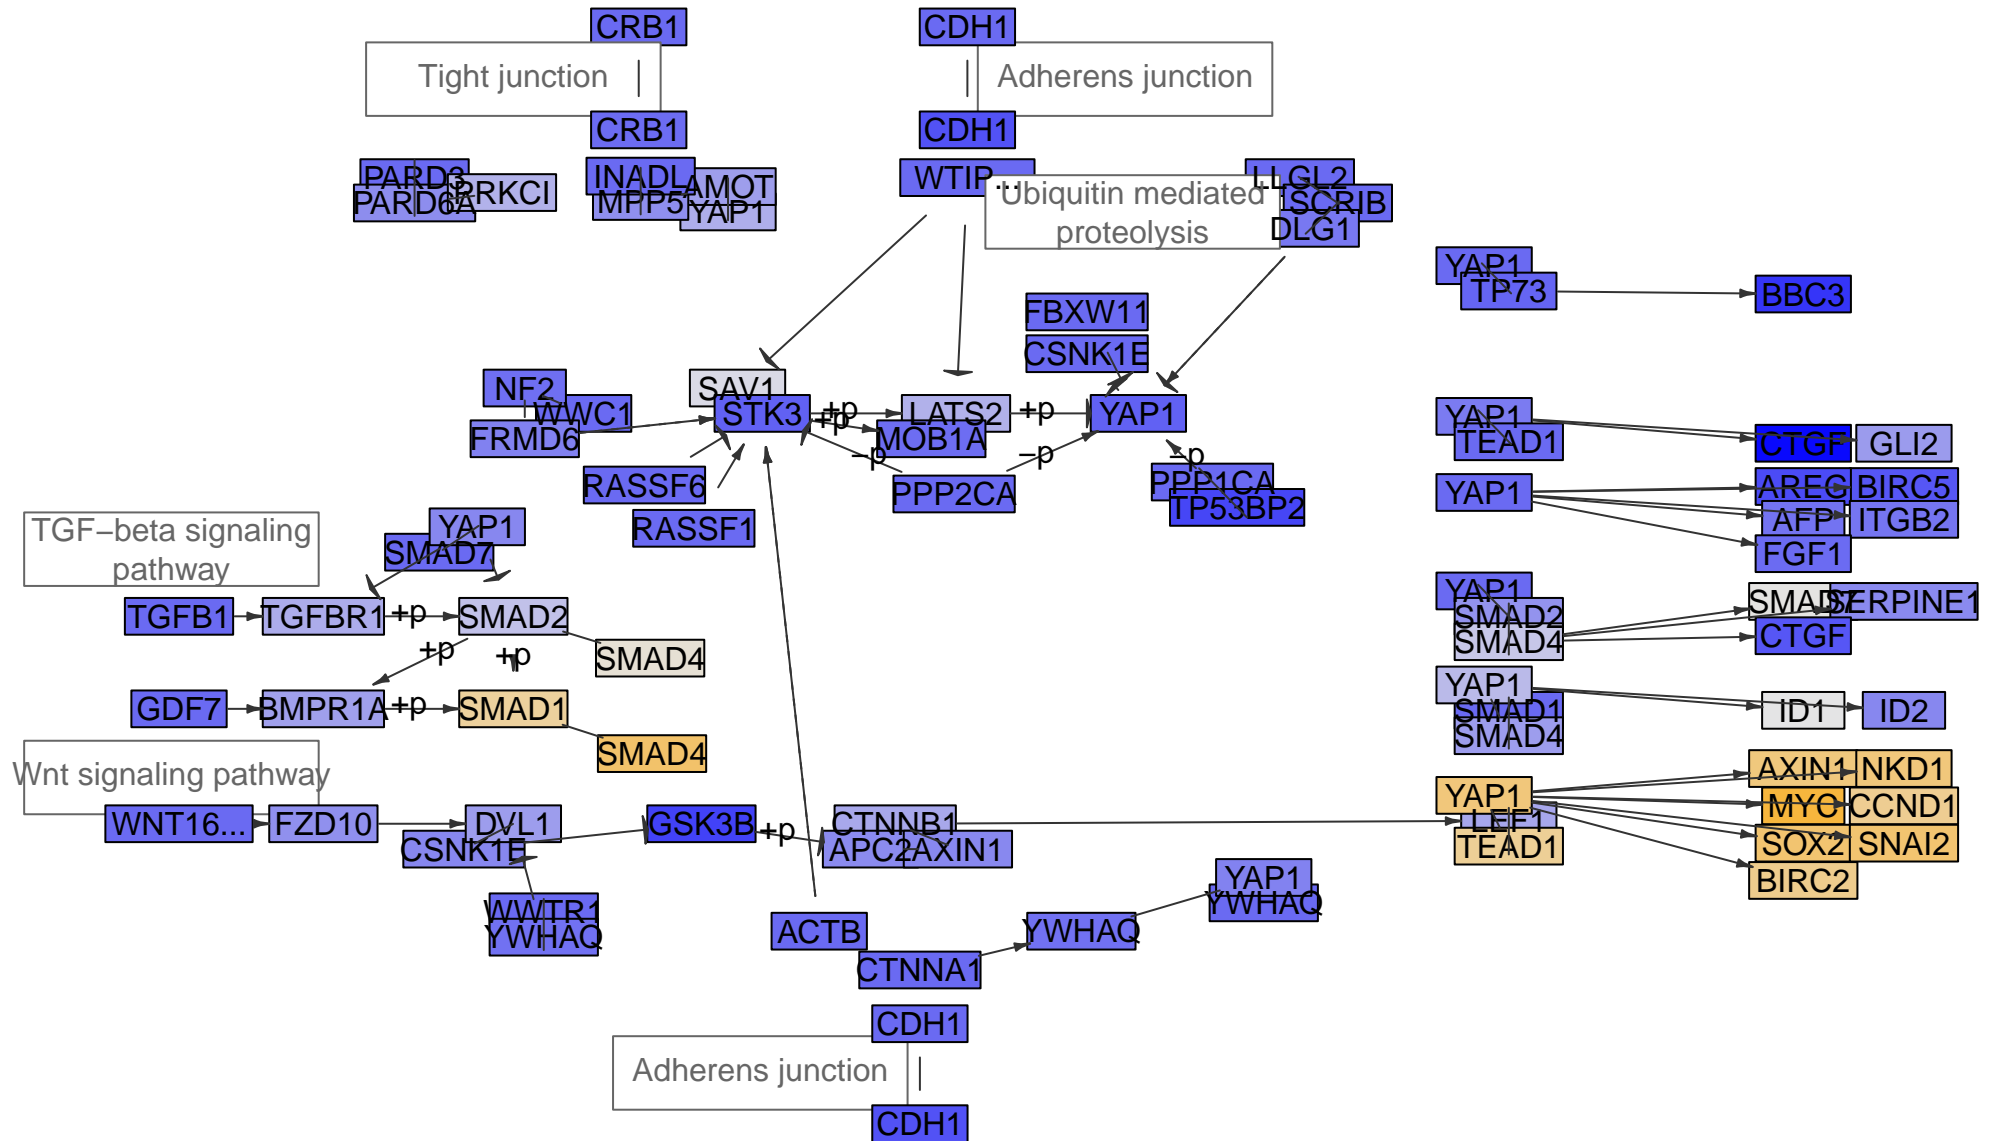 CRB1
CDH1
Tight junction
Adherens junction
CRB1
CDH1
PARD3
PRKCI
PARD6A
INADL
AMOT
MPP5
YAP1
WTIP...
LLGL2
SCRIB
DLG1
Ubiquitin mediated
proteolysis
YAP1
TP73
BBC3
FBXW11
CSNK1E
NF2
WWC1
FRMD6
SAV1
STK3
+p
+p
LATS2
MOB1A
+p
YAP1
−p
−p
−p
RASSF6
RASSF1
PPP2CA
PPP1CA
TP53BP2
YAP1
TEAD1
CTGF
GLI2
YAP1
AREG
BIRC5
AFP
ITGB2
FGF1
TGF−beta signaling
pathway
YAP1
SMAD7
TGFB1
TGFBR1
+p
SMAD2
SMAD4
+p
+p
GDF7
BMPR1A
+p
SMAD1
SMAD4
YAP1
SMAD2
SMAD4
SMAD7
SERPINE1
CTGF
YAP1
SMAD1
SMAD4
ID1
ID2
Wnt signaling pathway
WNT16...
FZD10
DVL1
CSNK1E
GSK3B
+p
CTNNB1
APC2
AXIN1
YAP1
LEF1
TEAD1
AXIN1
NKD1
MYC
CCND1
SOX2
SNAI2
BIRC2
WWTR1
YWHAQ
ACTB
CTNNA1
YWHAQ
YAP1
YWHAQ
CDH1
Adherens junction
CDH1